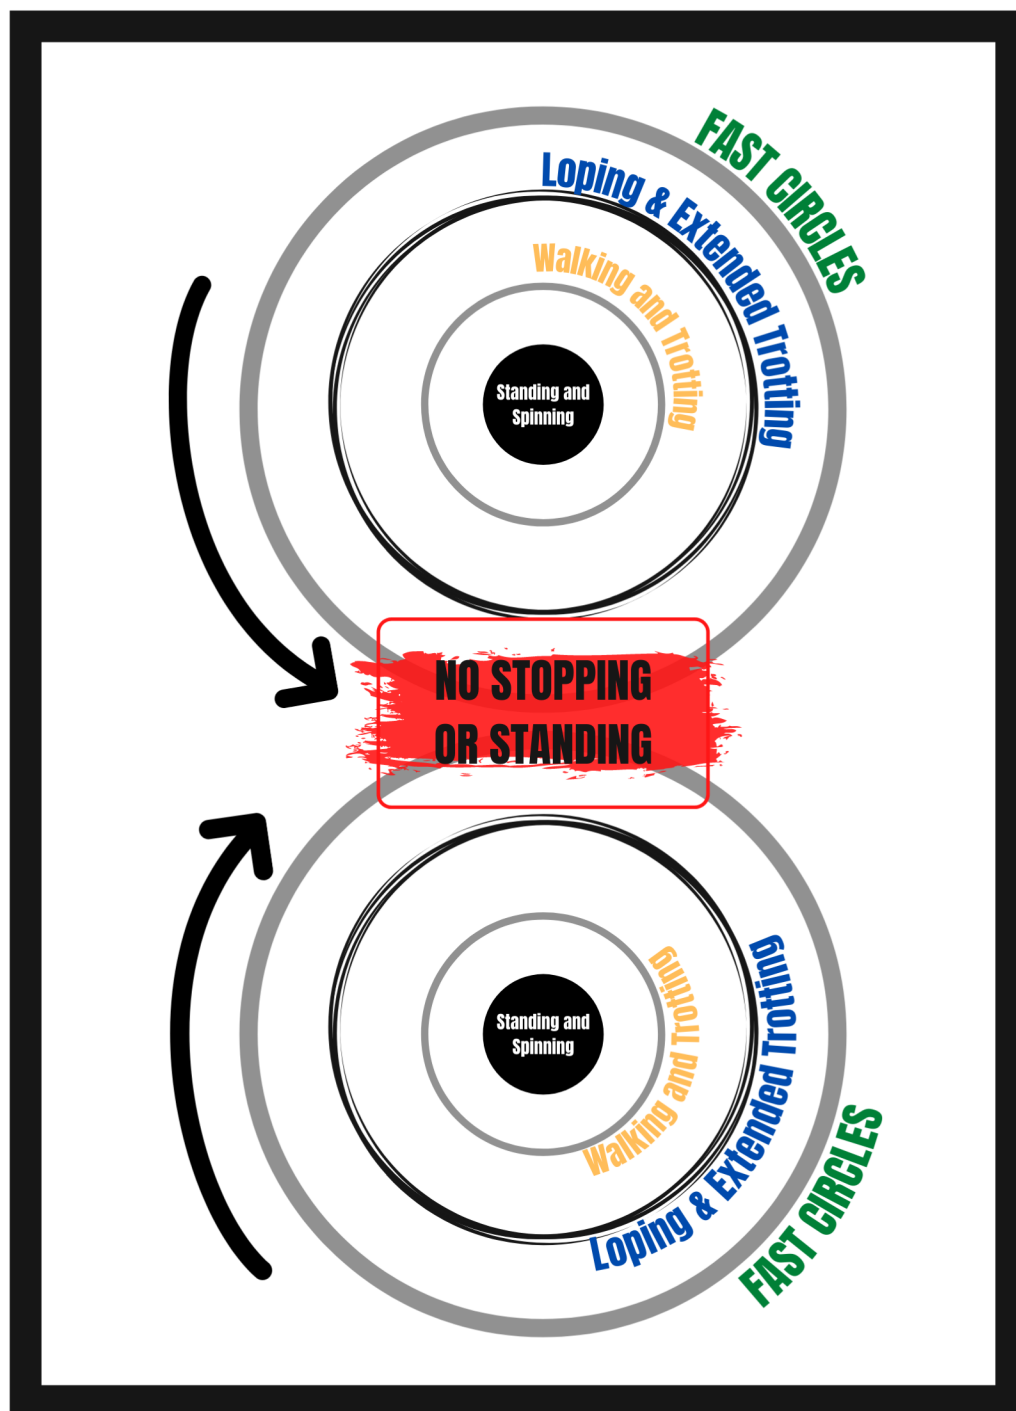 FAST CIRCLES
Loping & Extended Trotting
Walking and Trotting
Standing and
Spinning
NO STOPPING
OR STANDING
Standing and
Spinning
Walking and Trotting
Loping & Extended Trotting
FAST CIRCLES